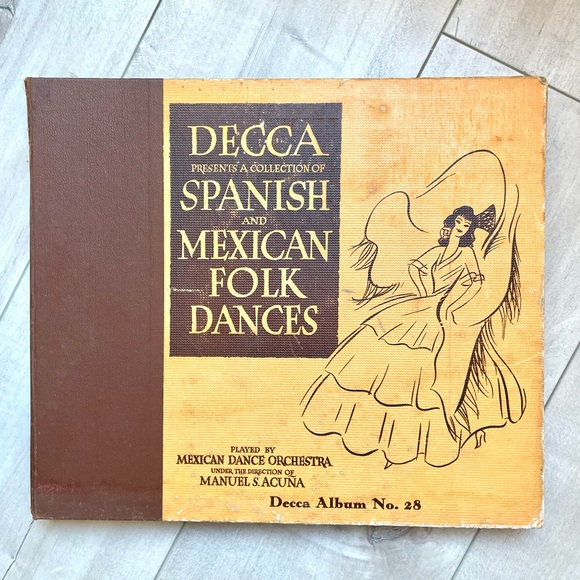 DECCA
PRESENTS A COLLECTION OF
SPANISH
AND
MEXICAN
FOLK
DANCES
PLAYED BY
MEXICAN DANCE ORCHESTRA
UNDER THE DIRECTION OF
MANUEL S. ACUÑA
Decca Album No. 28